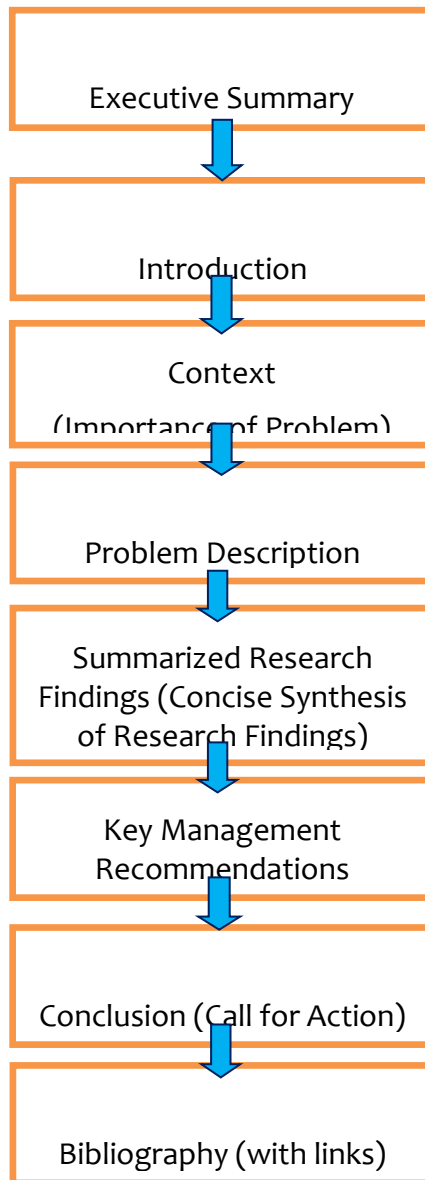 Executive Summary
Introduction
Context
(Importance of Problem)
Problem Description
Summarized Research
Findings (Concise Synthesis
of Research Findings)
Key Management
Recommendations
Conclusion (Call for Action)
Bibliography (with links)